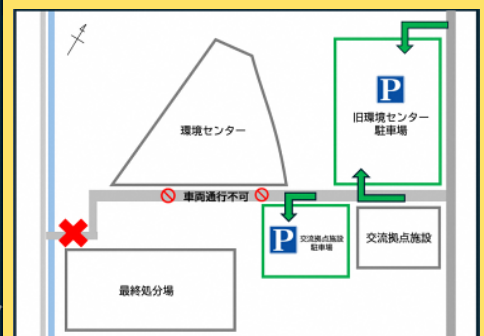 P
旧環境センター
駐車場
環境センター
車両通行不可
P
交流拠点施設
駐車場
交流拠点施設
最終処分場